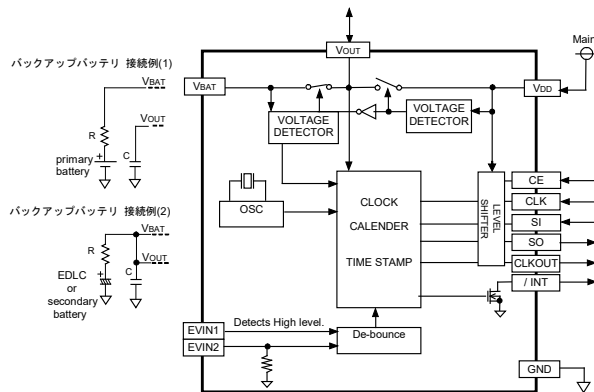 バックアップバッテリ 接続例(1)
VBAT
VOUT
R
C
primary
battery
バックアップバッテリ 接続例(2)
VBAT
VOUT
R
C
EDLC
or
secondary
battery
VOUT
Main
VBAT
VDD
VOLTAGE
DETECTOR
VOLTAGE
DETECTOR
OSC
CLOCK
CALENDER
TIME STAMP
LEVEL
SHIFTER
CE
CLK
SI
SO
CLKOUT
/ INT
EVIN1
Detects High level.
EVIN2
De-bounce
GND